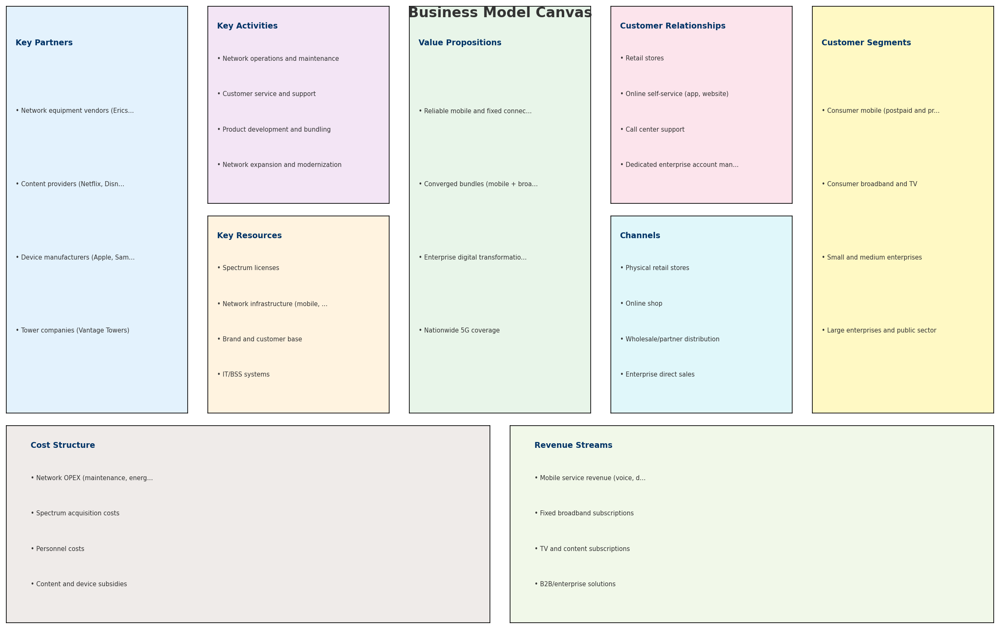 Business Model Canvas
Key Partners
• Network equipment vendors (Erics...
• Content providers (Netflix, Disn...
• Device manufacturers (Apple, Sam...
• Tower companies (Vantage Towers)
Key Activities
• Network operations and maintenance
• Customer service and support
• Product development and bundling
• Network expansion and modernization
Key Resources
• Spectrum licenses
• Network infrastructure (mobile, ...
• Brand and customer base
• IT/BSS systems
Value Propositions
• Reliable mobile and fixed connec...
• Converged bundles (mobile + broa...
• Enterprise digital transformatio...
• Nationwide 5G coverage
Customer Relationships
• Retail stores
• Online self-service (app, website)
• Call center support
• Dedicated enterprise account man...
Channels
• Physical retail stores
• Online shop
• Wholesale/partner distribution
• Enterprise direct sales
Customer Segments
• Consumer mobile (postpaid and pr...
• Consumer broadband and TV
• Small and medium enterprises
• Large enterprises and public sector
Cost Structure
• Network OPEX (maintenance, energ...
• Spectrum acquisition costs
• Personnel costs
• Content and device subsidies
Revenue Streams
• Mobile service revenue (voice, d...
• Fixed broadband subscriptions
• TV and content subscriptions
• B2B/enterprise solutions